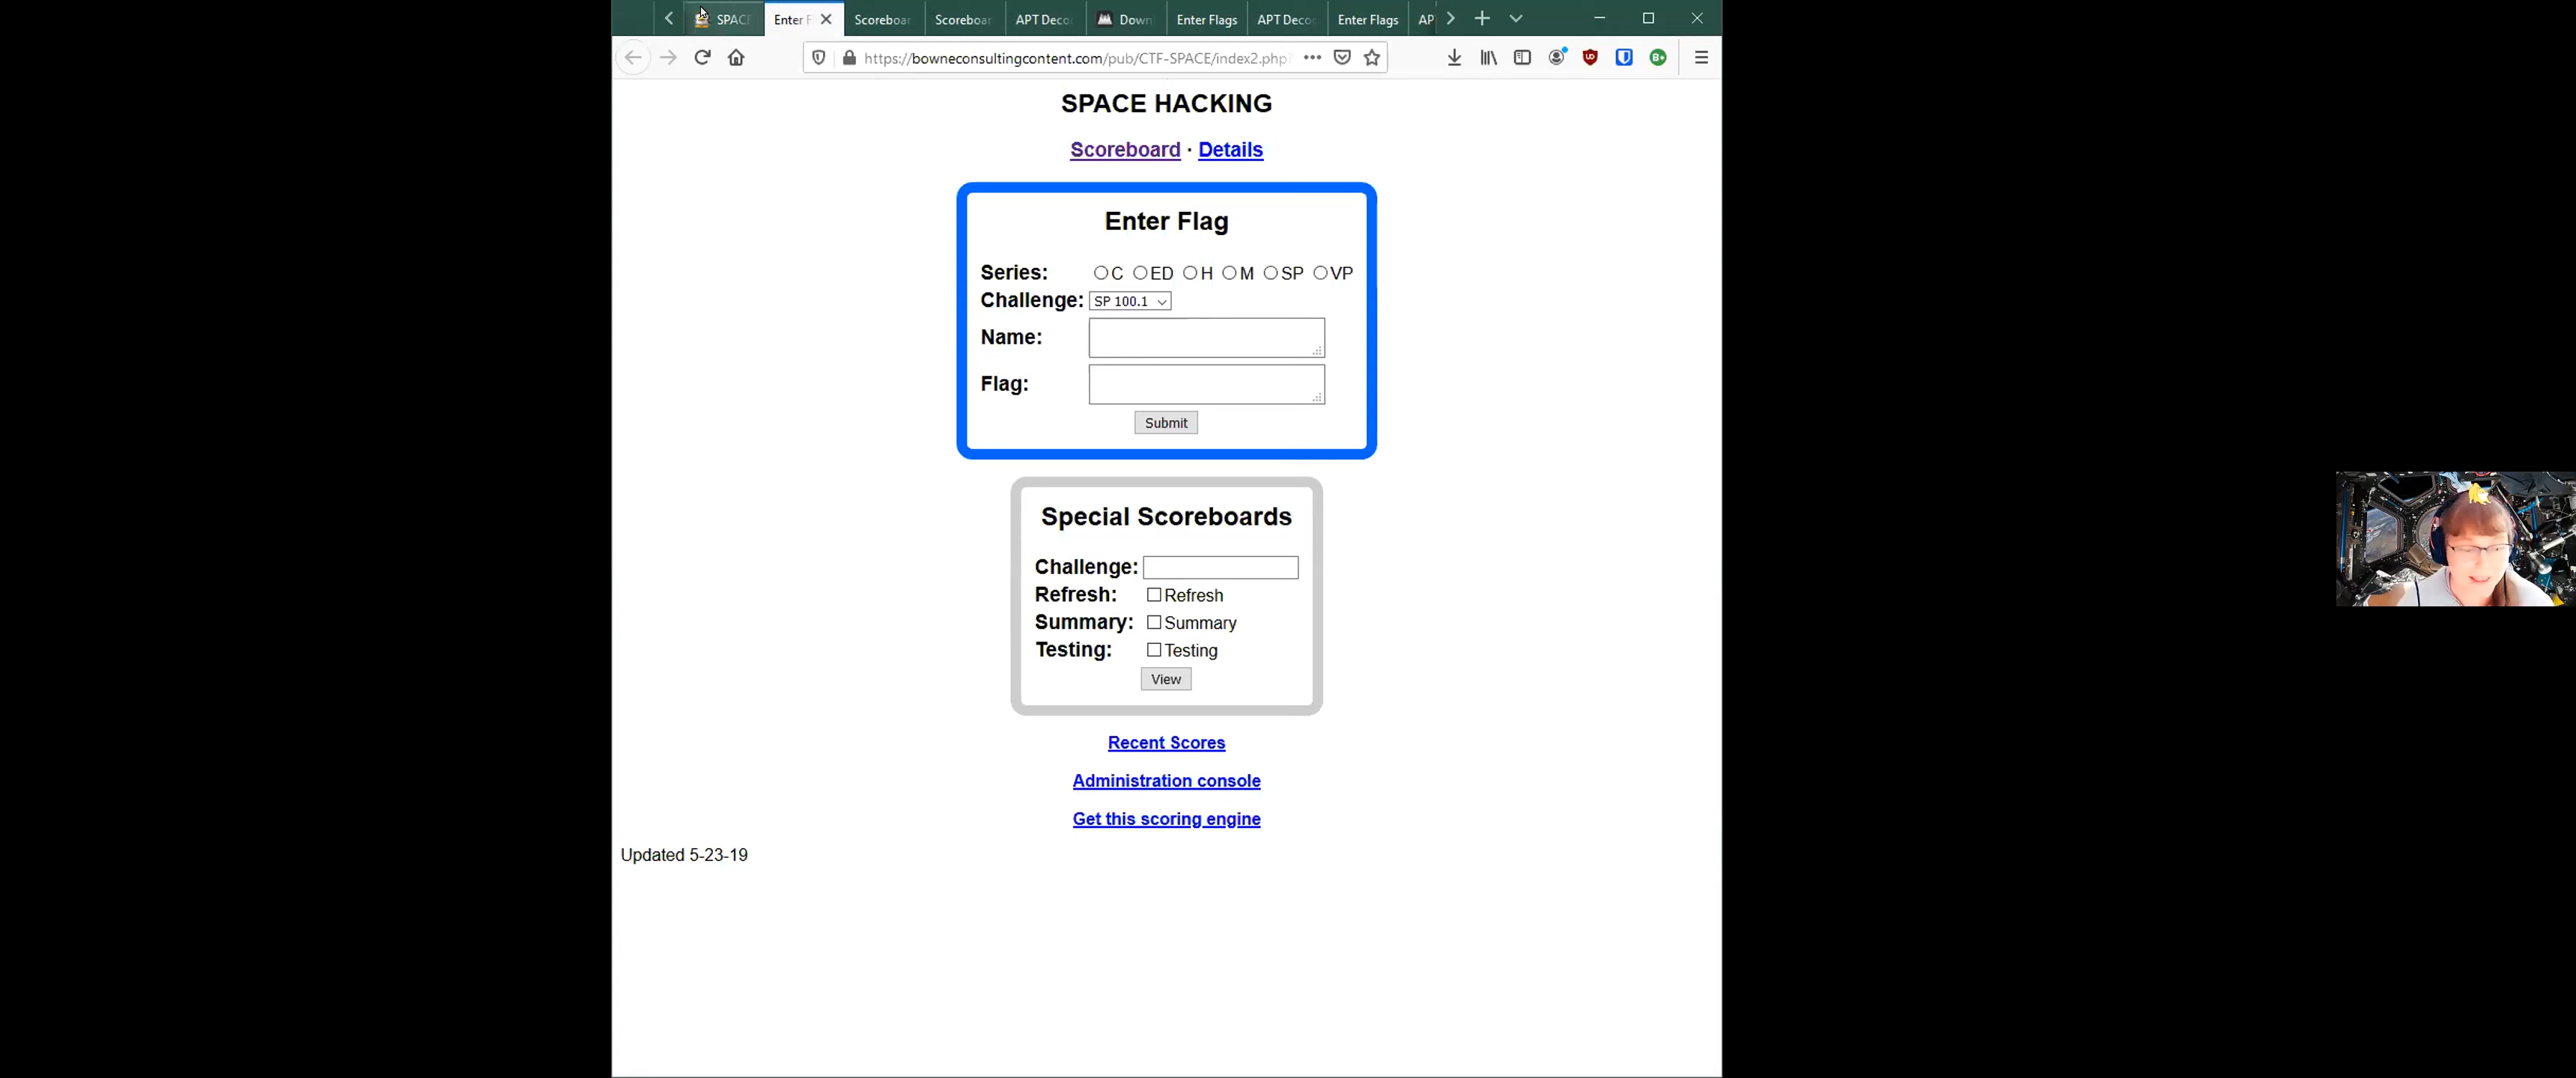 SPACE
Enter F
Scoreboar
Scoreboar
APT Deco
Down
Enter Flags
APT Deco
Enter Flags
AP
https://bowneconsultingcontent.com/pub/CTF-SPACE/index2.php?
B+
SPACE HACKING
Scoreboard · Details
Enter Flag
Series: C ED H M SP VP
Challenge: SP 100.1
Name:
Flag:
Submit
Special Scoreboards
Challenge:
Refresh: Refresh
Summary: Summary
Testing: Testing
View
Recent Scores
Administration console
Get this scoring engine
Updated 5-23-19